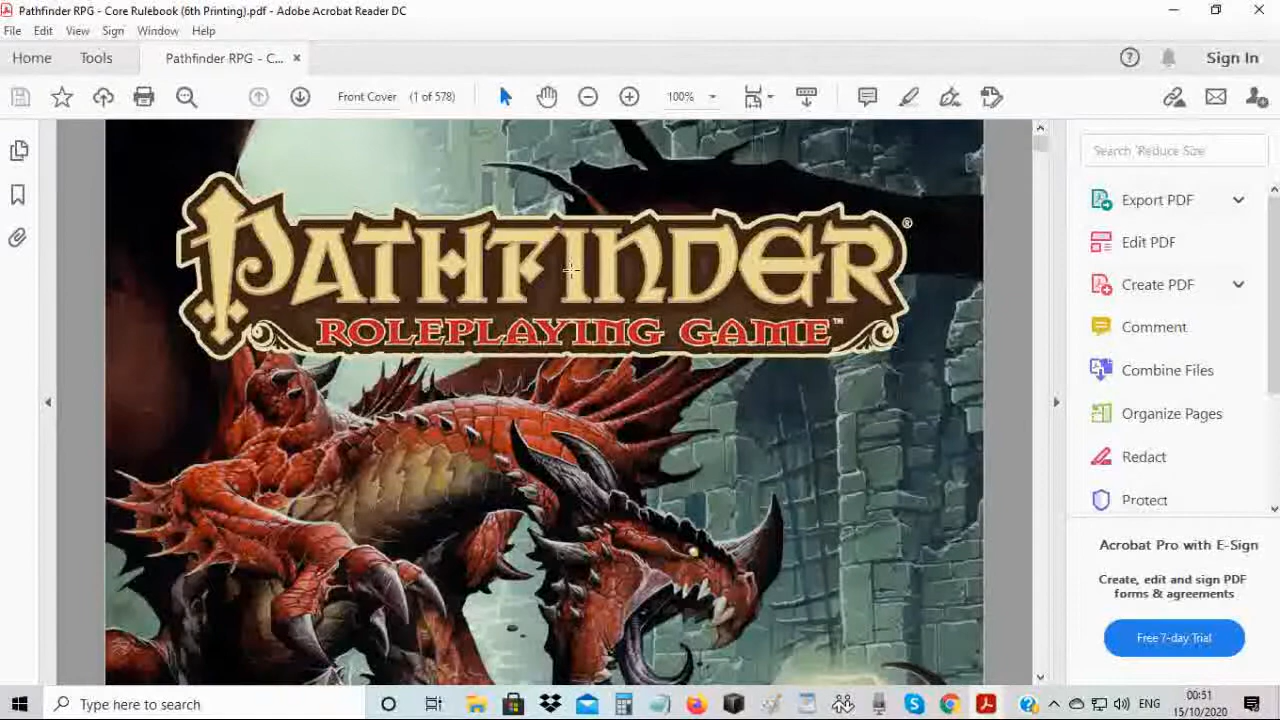 Pathfinder RPG - Core Rulebook (6th Printing).pdf - Adobe Acrobat Reader DC
File Edit View Sign Window Help
Home Tools Pathfinder RPG - C... Sign In
Front Cover (1 of 578) 100%
Search 'Reduce Size'
PATHFINDER®
ROLEPLAYING GAME™
Export PDF
Edit PDF
Create PDF
Comment
Combine Files
Organize Pages
Redact
Protect
Acrobat Pro with E-Sign
Create, edit and sign PDF
forms & agreements
Free 7-day Trial
Type here to search
ENG
00:51
15/10/2020